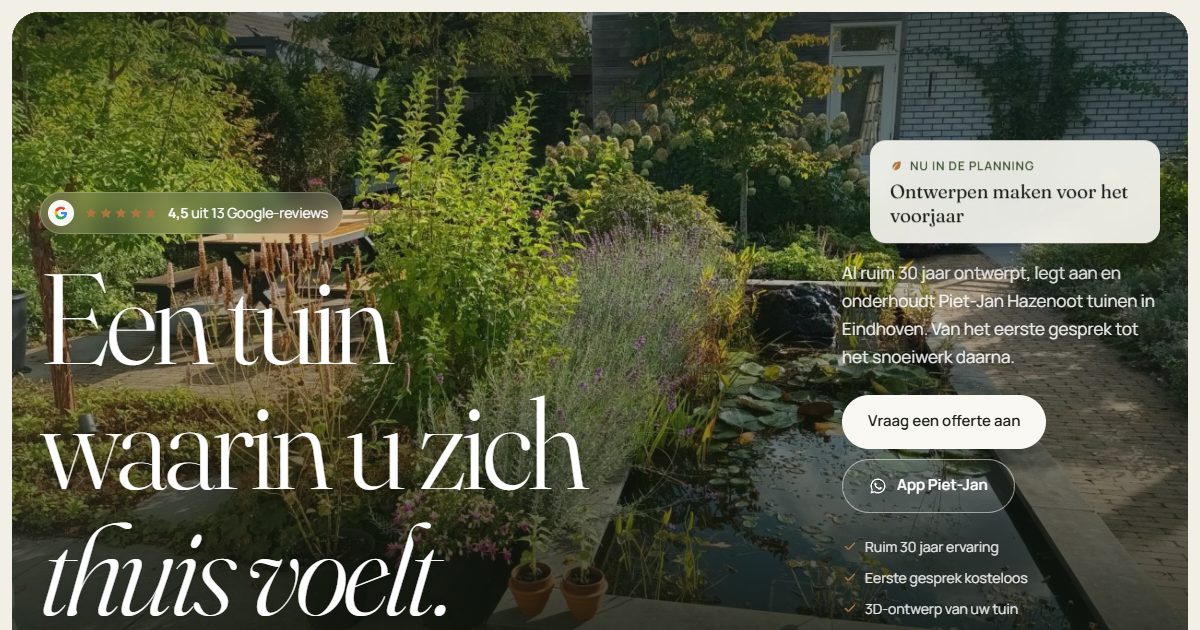 4,5 uit 13 Google-reviews
Een tuin
waarin u zich
thuis voelt.
NU IN DE PLANNING
Ontwerpen maken voor het
voorjaar
Al ruim 30 jaar ontwerpt, legt aan en
onderhoudt Piet-Jan Hazenoot tuinen in
Eindhoven. Van het eerste gesprek tot
het snoeiwerk daarna.
Vraag een offerte aan
App Piet-Jan
Ruim 30 jaar ervaring
Eerste gesprek kosteloos
3D-ontwerp van uw tuin